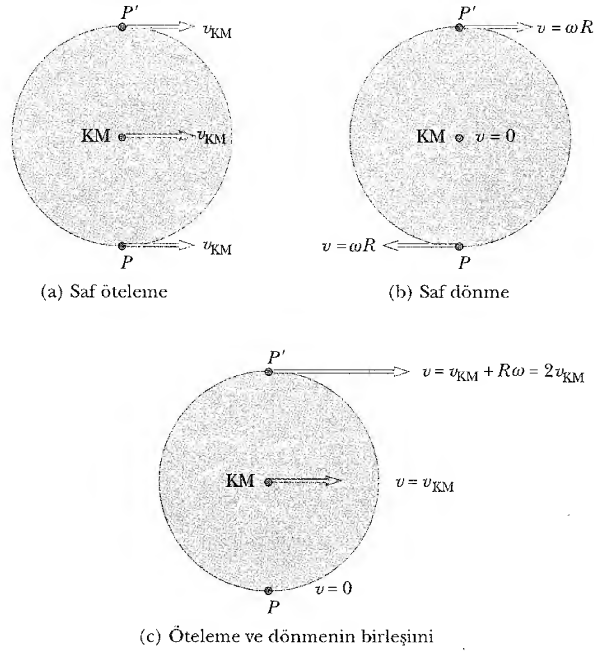 P′
v_KM
KM v_KM
v_KM
P
(a) Saf öteleme
P′
v = ωR
KM v = 0
v = ωR
P
(b) Saf dönme
P′
v = v_KM + Rω = 2v_KM
KM
v = v_KM
v = 0
P
(c) Öteleme ve dönmenin birleşimi